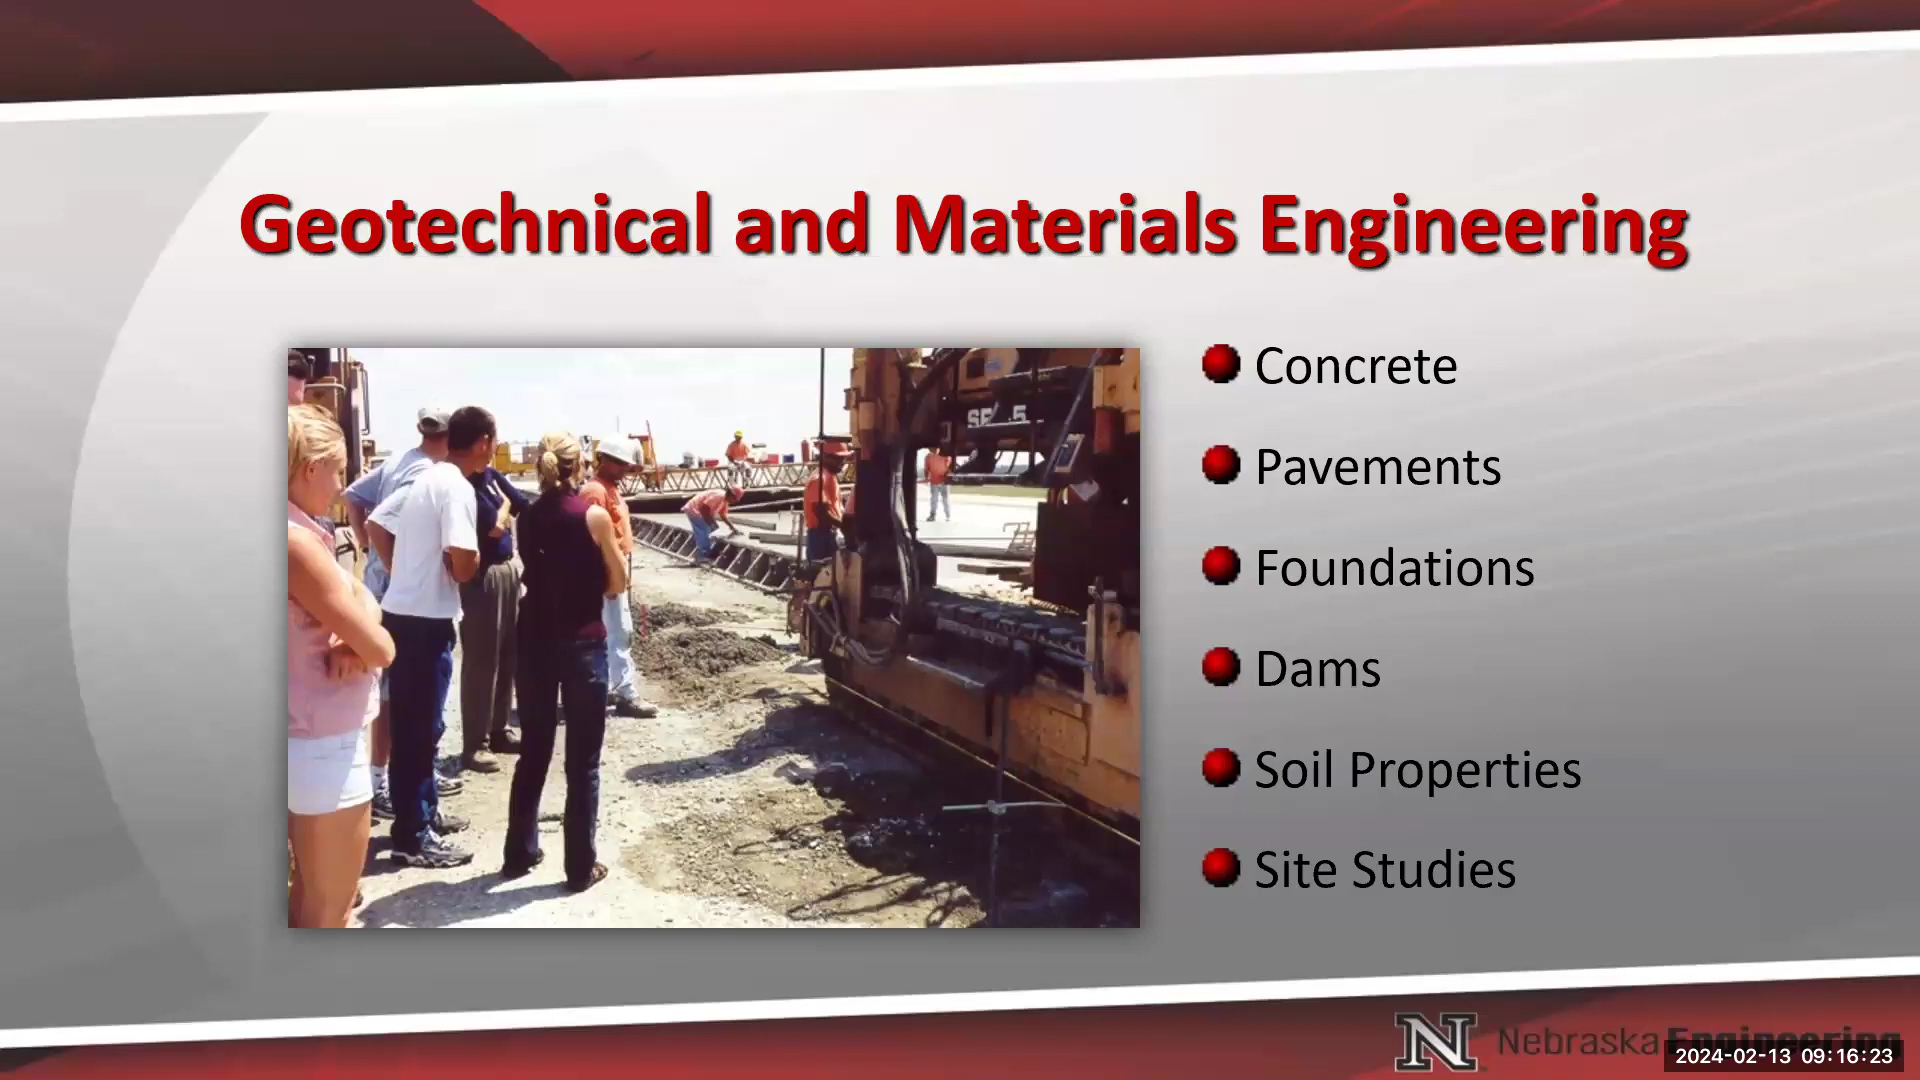 Geotechnical and Materials Engineering
Concrete
Pavements
Foundations
Dams
Soil Properties
Site Studies
N Nebraska Engineering
2024-02-13 09:16:23